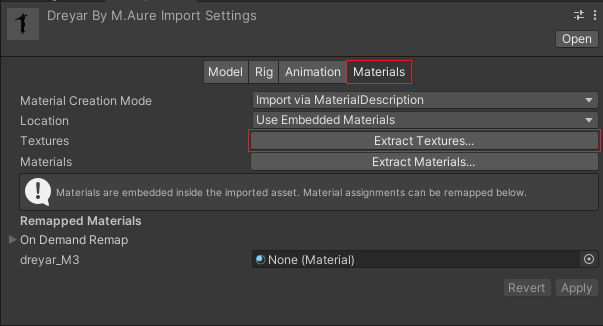 Dreyar By M.Aure Import Settings
Open
Model Rig Animation Materials
Material Creation Mode Import via MaterialDescription
Location Use Embedded Materials
Textures Extract Textures...
Materials Extract Materials...
Materials are embedded inside the imported asset. Material assignments can be remapped below.
Remapped Materials
On Demand Remap
dreyar_M3 None (Material)
Revert Apply